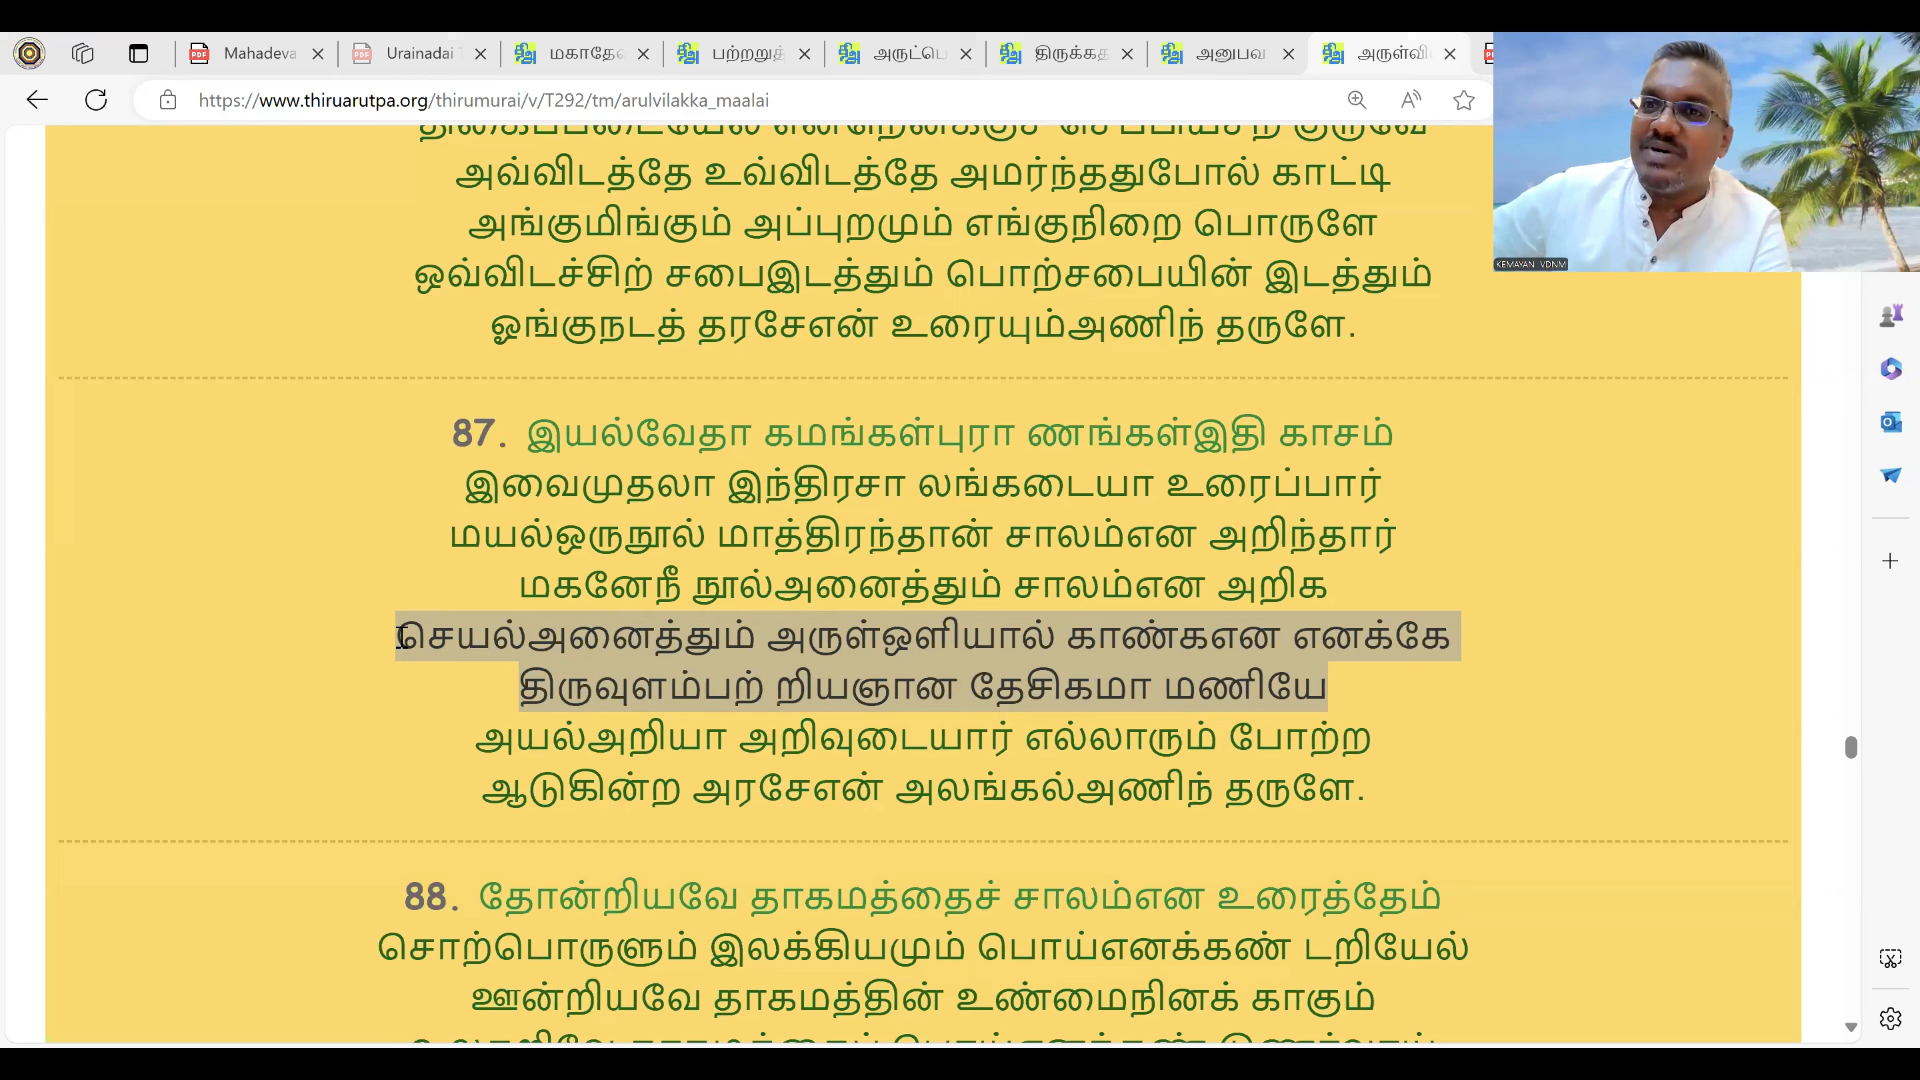 Mahadeva
Urainadai
மகாதே
பற்றறுத்
அருட்பெ
திருக்கத
அனுபவ
அருள்வி
https://www.thiruarutpa.org/thirumurai/v/T292/tm/arulvilakka_maalai
KEMAYAN VDNM
அவ்விடத்தே உவ்விடத்தே அமர்ந்ததுபோல் காட்டி
அங்குமிங்கும் அப்புறமும் எங்குநிறை பொருளே
ஒவ்விடச்சிற் சபைஇடத்தும் பொற்சபையின் இடத்தும்
ஓங்குநடத் தரசேஎன் உரையும்அணிந் தருளே.
87. இயல்வேதா கமங்கள்புரா ணங்கள்இதி காசம்
இவைமுதலா இந்திரசா லங்கடையா உரைப்பார்
மயல்ஒருநூல் மாத்திரந்தான் சாலம்என அறிந்தார்
மகனேநீ நூல்அனைத்தும் சாலம்என அறிக
செயல்அனைத்தும் அருள்ஒளியால் காண்கஎன எனக்கே
திருவுளம்பற் றியஞான தேசிகமா மணியே
அயல்அறியா அறிவுடையார் எல்லாரும் போற்ற
ஆடுகின்ற அரசேஎன் அலங்கல்அணிந் தருளே.
88. தோன்றியவே தாகமத்தைச் சாலம்என உரைத்தேம்
சொற்பொருளும் இலக்கியமும் பொய்எனக்கண் டறியேல்
ஊன்றியவே தாகமத்தின் உண்மைநினக் காகும்